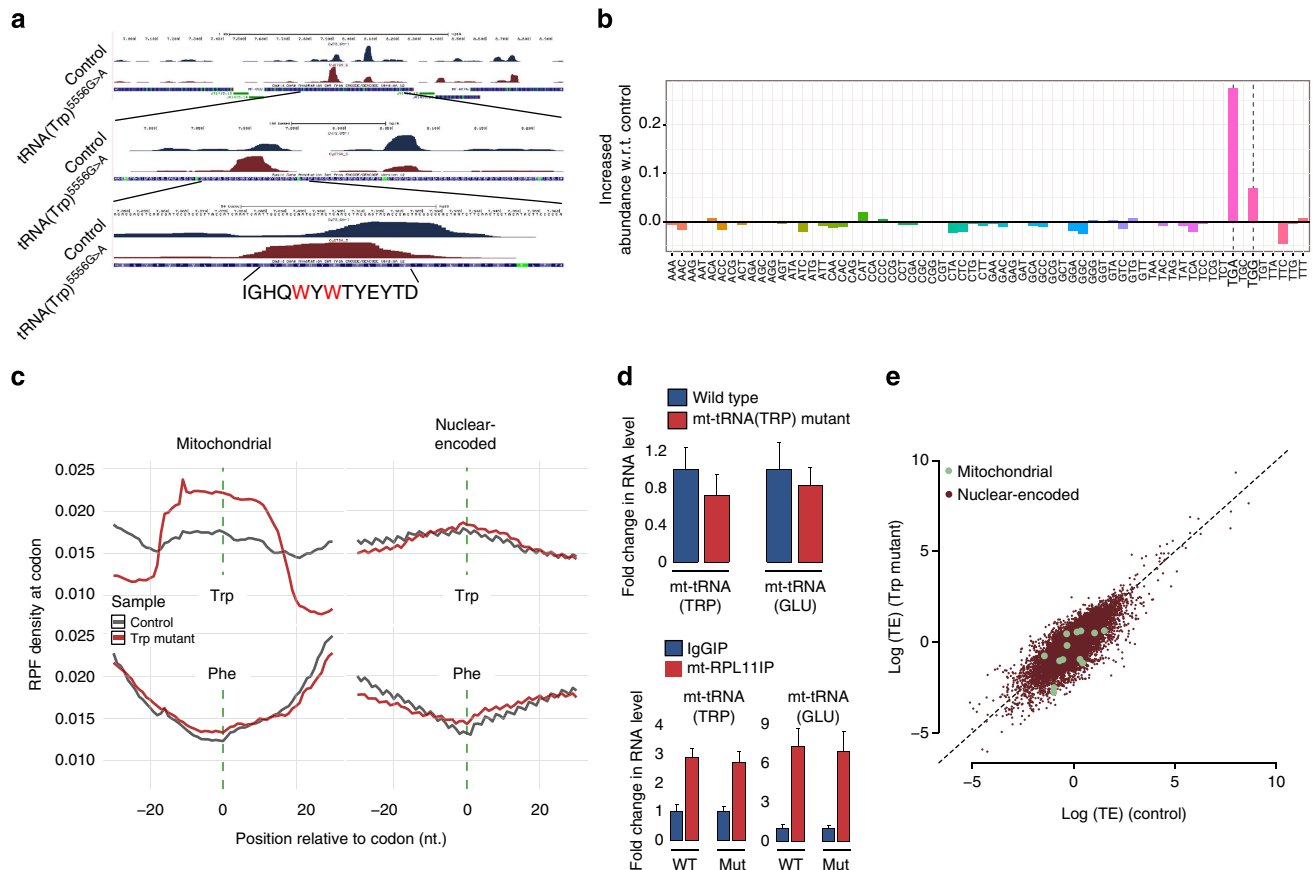 a
Control
tRNA(Trp)5556G>A
Control
tRNA(Trp)5556G>A
Control
tRNA(Trp)5556G>A
IGHQWYWTYEYTD
b
Increased
abundance w.r.t. control
0.2
0.1
0.0
AAA
AAC
AAG
AAT
ACA
ACC
ACG
ACT
AGA
AGC
AGG
AGT
ATA
ATC
ATG
ATT
CAA
CAC
CAG
CAT
CCA
CCC
CCG
CCT
CGA
CGC
CGG
CGT
CTA
CTC
CTG
CTT
GAA
GAC
GAG
GAT
GCA
GCC
GCG
GCT
GGA
GGC
GGG
GGT
GTA
GTC
GTG
GTT
TAA
TAC
TAG
TAT
TCA
TCC
TCG
TCT
TGA
TGC
TGG
TGT
TTA
TTC
TTG
TTT
c
Mitochondrial
Nuclear-
encoded
RPF density at codon
0.025
0.020
0.015
0.010
Trp
Trp
Sample
Control
Trp mutant
0.025
0.020
0.015
0.010
Phe
Phe
−20 0 20
−20 0 20
Position relative to codon (nt.)
d
Wild type
mt-tRNA(TRP) mutant
Fold change in RNA level
1.2
0.8
0.4
0
mt-tRNA
(TRP)
mt-tRNA
(GLU)
IgGIP
mt-RPL11IP
mt-tRNA
(TRP)
mt-tRNA
(GLU)
Fold change in RNA level
4
3
2
1
0
9
6
3
0
WT Mut
WT Mut
e
Mitochondrial
Nuclear-encoded
Log (TE) (Trp mutant)
10
5
0
−5
−5 0 5 10
Log (TE) (control)